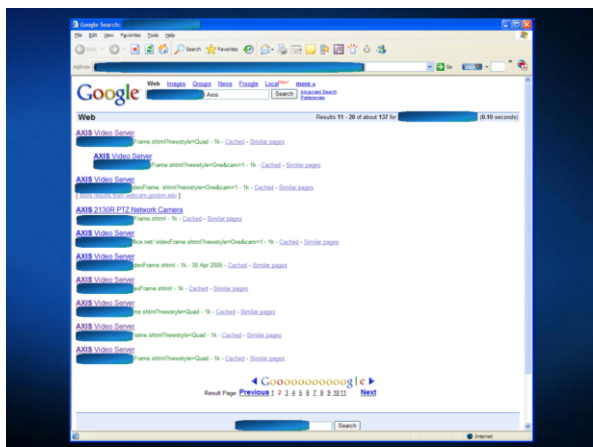 Google Search:
File Edit View Favorites Tools Help
Back Search Favorites
Address Go
Google
Web Images Groups News Froogle Local New! more »
Axis Search Advanced Search
Preferences
Web Results 11 - 20 of about 137 for (0.10 seconds)
AXIS Video Server
Frame.shtml?newstyle=Quad - 1k - Cached - Similar pages
AXIS Video Server
Frame.shtml?newstyle=One&cam=1 - 1k - Cached - Similar pages
AXIS Video Server
dexFrame.shtml?newstyle=One&cam=1 - 1k - Cached - Similar pages
[ More results from webcam.gordon.edu ]
AXIS 2130R PTZ Network Camera
Frame.shtml - 1k - Cached - Similar pages
AXIS Video Server
ffice.net/ indexFrame.shtml?newstyle=One&cam=1 - 1k - Cached - Similar pages
AXIS Video Server
dexFrame.shtml - 1k - 30 Apr 2005 - Cached - Similar pages
AXIS Video Server
exFrame.shtml - 1k - Cached - Similar pages
AXIS Video Server
me.shtml?newstyle=Quad - 1k - Cached - Similar pages
AXIS Video Server
rame.shtml?newstyle=Quad - 1k - Cached - Similar pages
AXIS Video Server
Frame.shtml?newstyle=Quad - 1k - Cached - Similar pages
Gooooooooooogle
Result Page: Previous 1 2 3 4 5 6 7 8 9 10 11 Next
Search
Internet